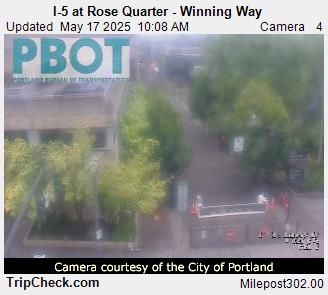 I-5 at Rose Quarter - Winning Way
Updated May 17 2025 10:08 AM Camera 4
PBOT
PORTLAND BUREAU OF TRANSPORTATION
Camera courtesy of the City of Portland
TripCheck.com Milepost302.00